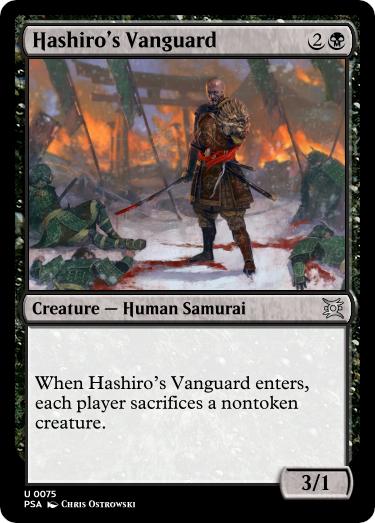 Hashiro's Vanguard 2
Creature — Human Samurai
When Hashiro's Vanguard enters,
each player sacrifices a nontoken
creature.
3/1
U 0075
PSA Chris Ostrowski